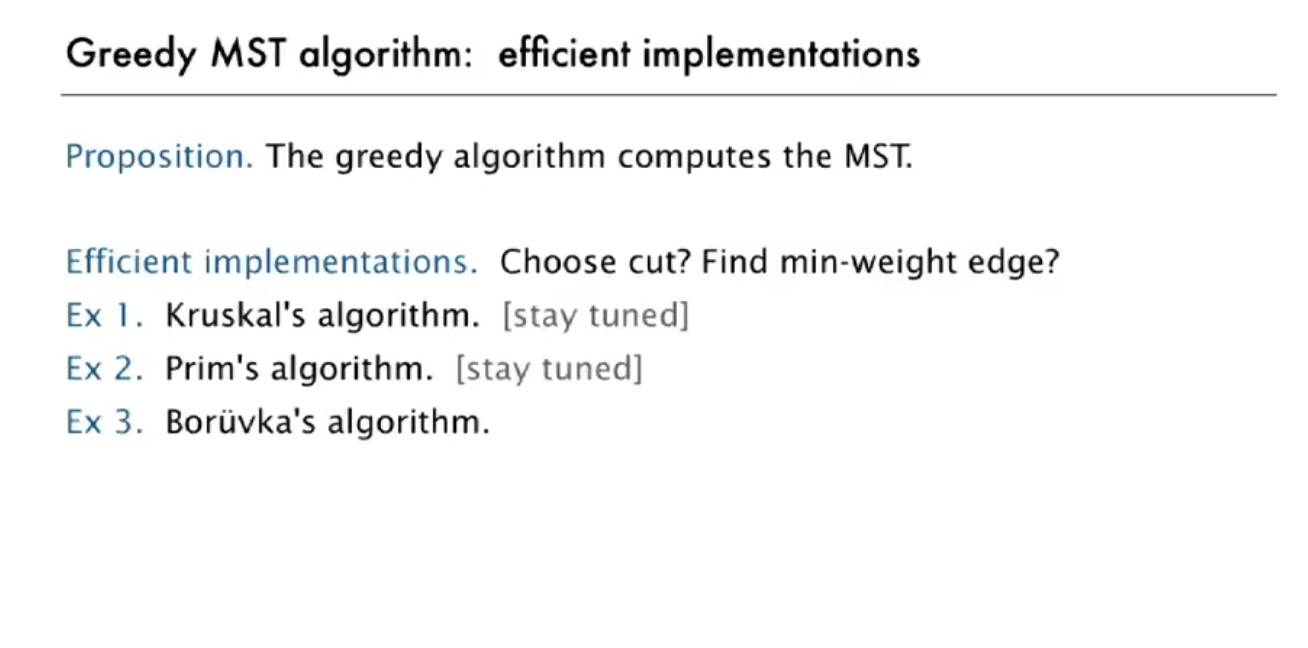 Greedy MST algorithm: efficient implementations
Proposition. The greedy algorithm computes the MST.
Efficient implementations. Choose cut? Find min-weight edge?
Ex 1. Kruskal's algorithm. [stay tuned]
Ex 2. Prim's algorithm. [stay tuned]
Ex 3. Borüvka's algorithm.